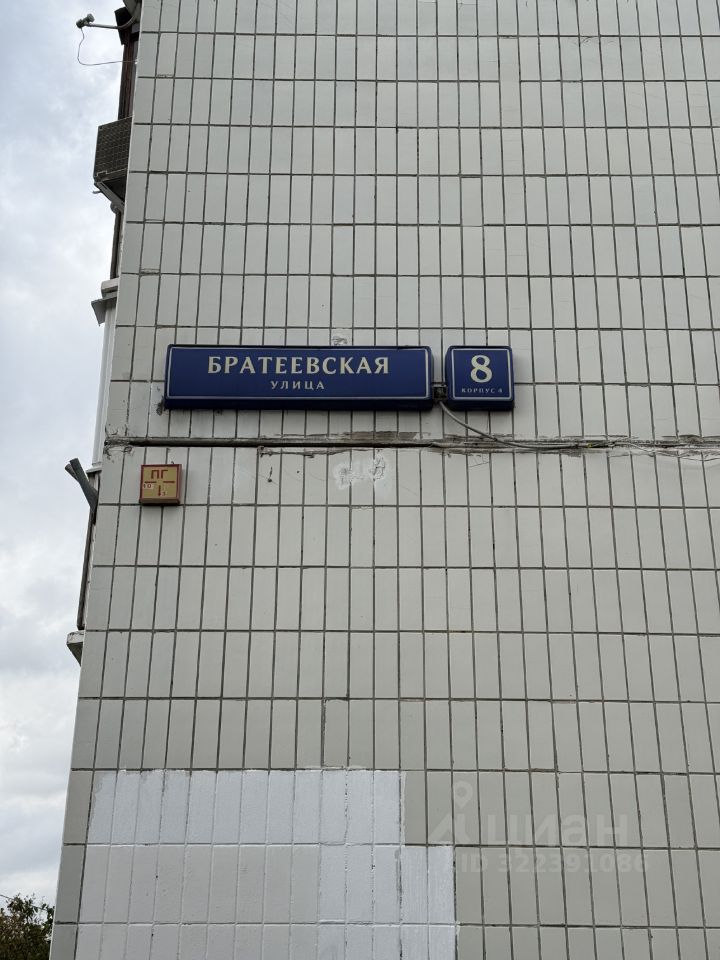 БРАТЕЕВСКАЯ
УЛИЦА
8
КОРПУС 4
ПГ
циан
ID 322391086